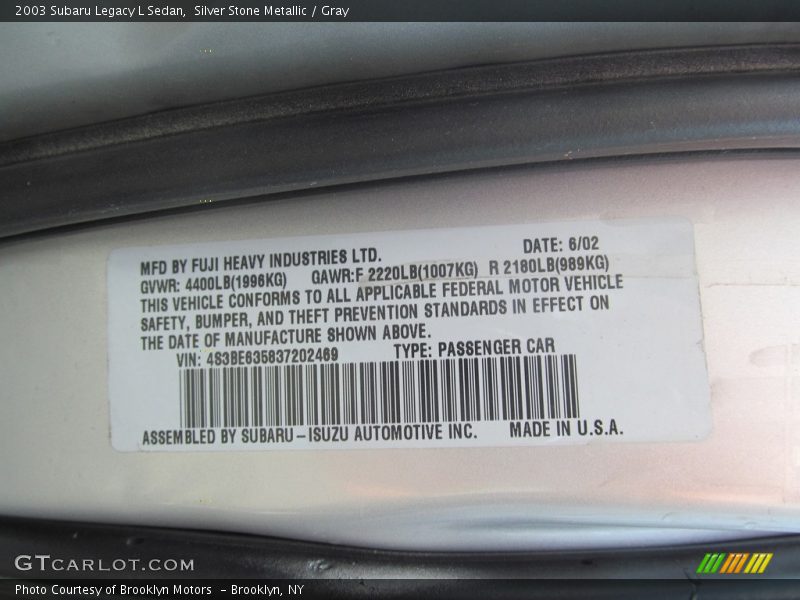 2003 Subaru Legacy L Sedan,  Silver Stone Metallic / Gray
MFD BY FUJI HEAVY INDUSTRIES LTD. DATE: 6/02
GVWR: 4400LB(1996KG) GAWR:F 2220LB(1007KG) R 2180LB(989KG)
THIS VEHICLE CONFORMS TO ALL APPLICABLE FEDERAL MOTOR VEHICLE
SAFETY, BUMPER, AND THEFT PREVENTION STANDARDS IN EFFECT ON
THE DATE OF MANUFACTURE SHOWN ABOVE.
VIN: 4S3BE635837202469 TYPE: PASSENGER CAR
ASSEMBLED BY SUBARU-ISUZU AUTOMOTIVE INC. MADE IN U.S.A.
GTCARLOT.COM
Photo Courtesy of Brooklyn Motors  - Brooklyn, NY